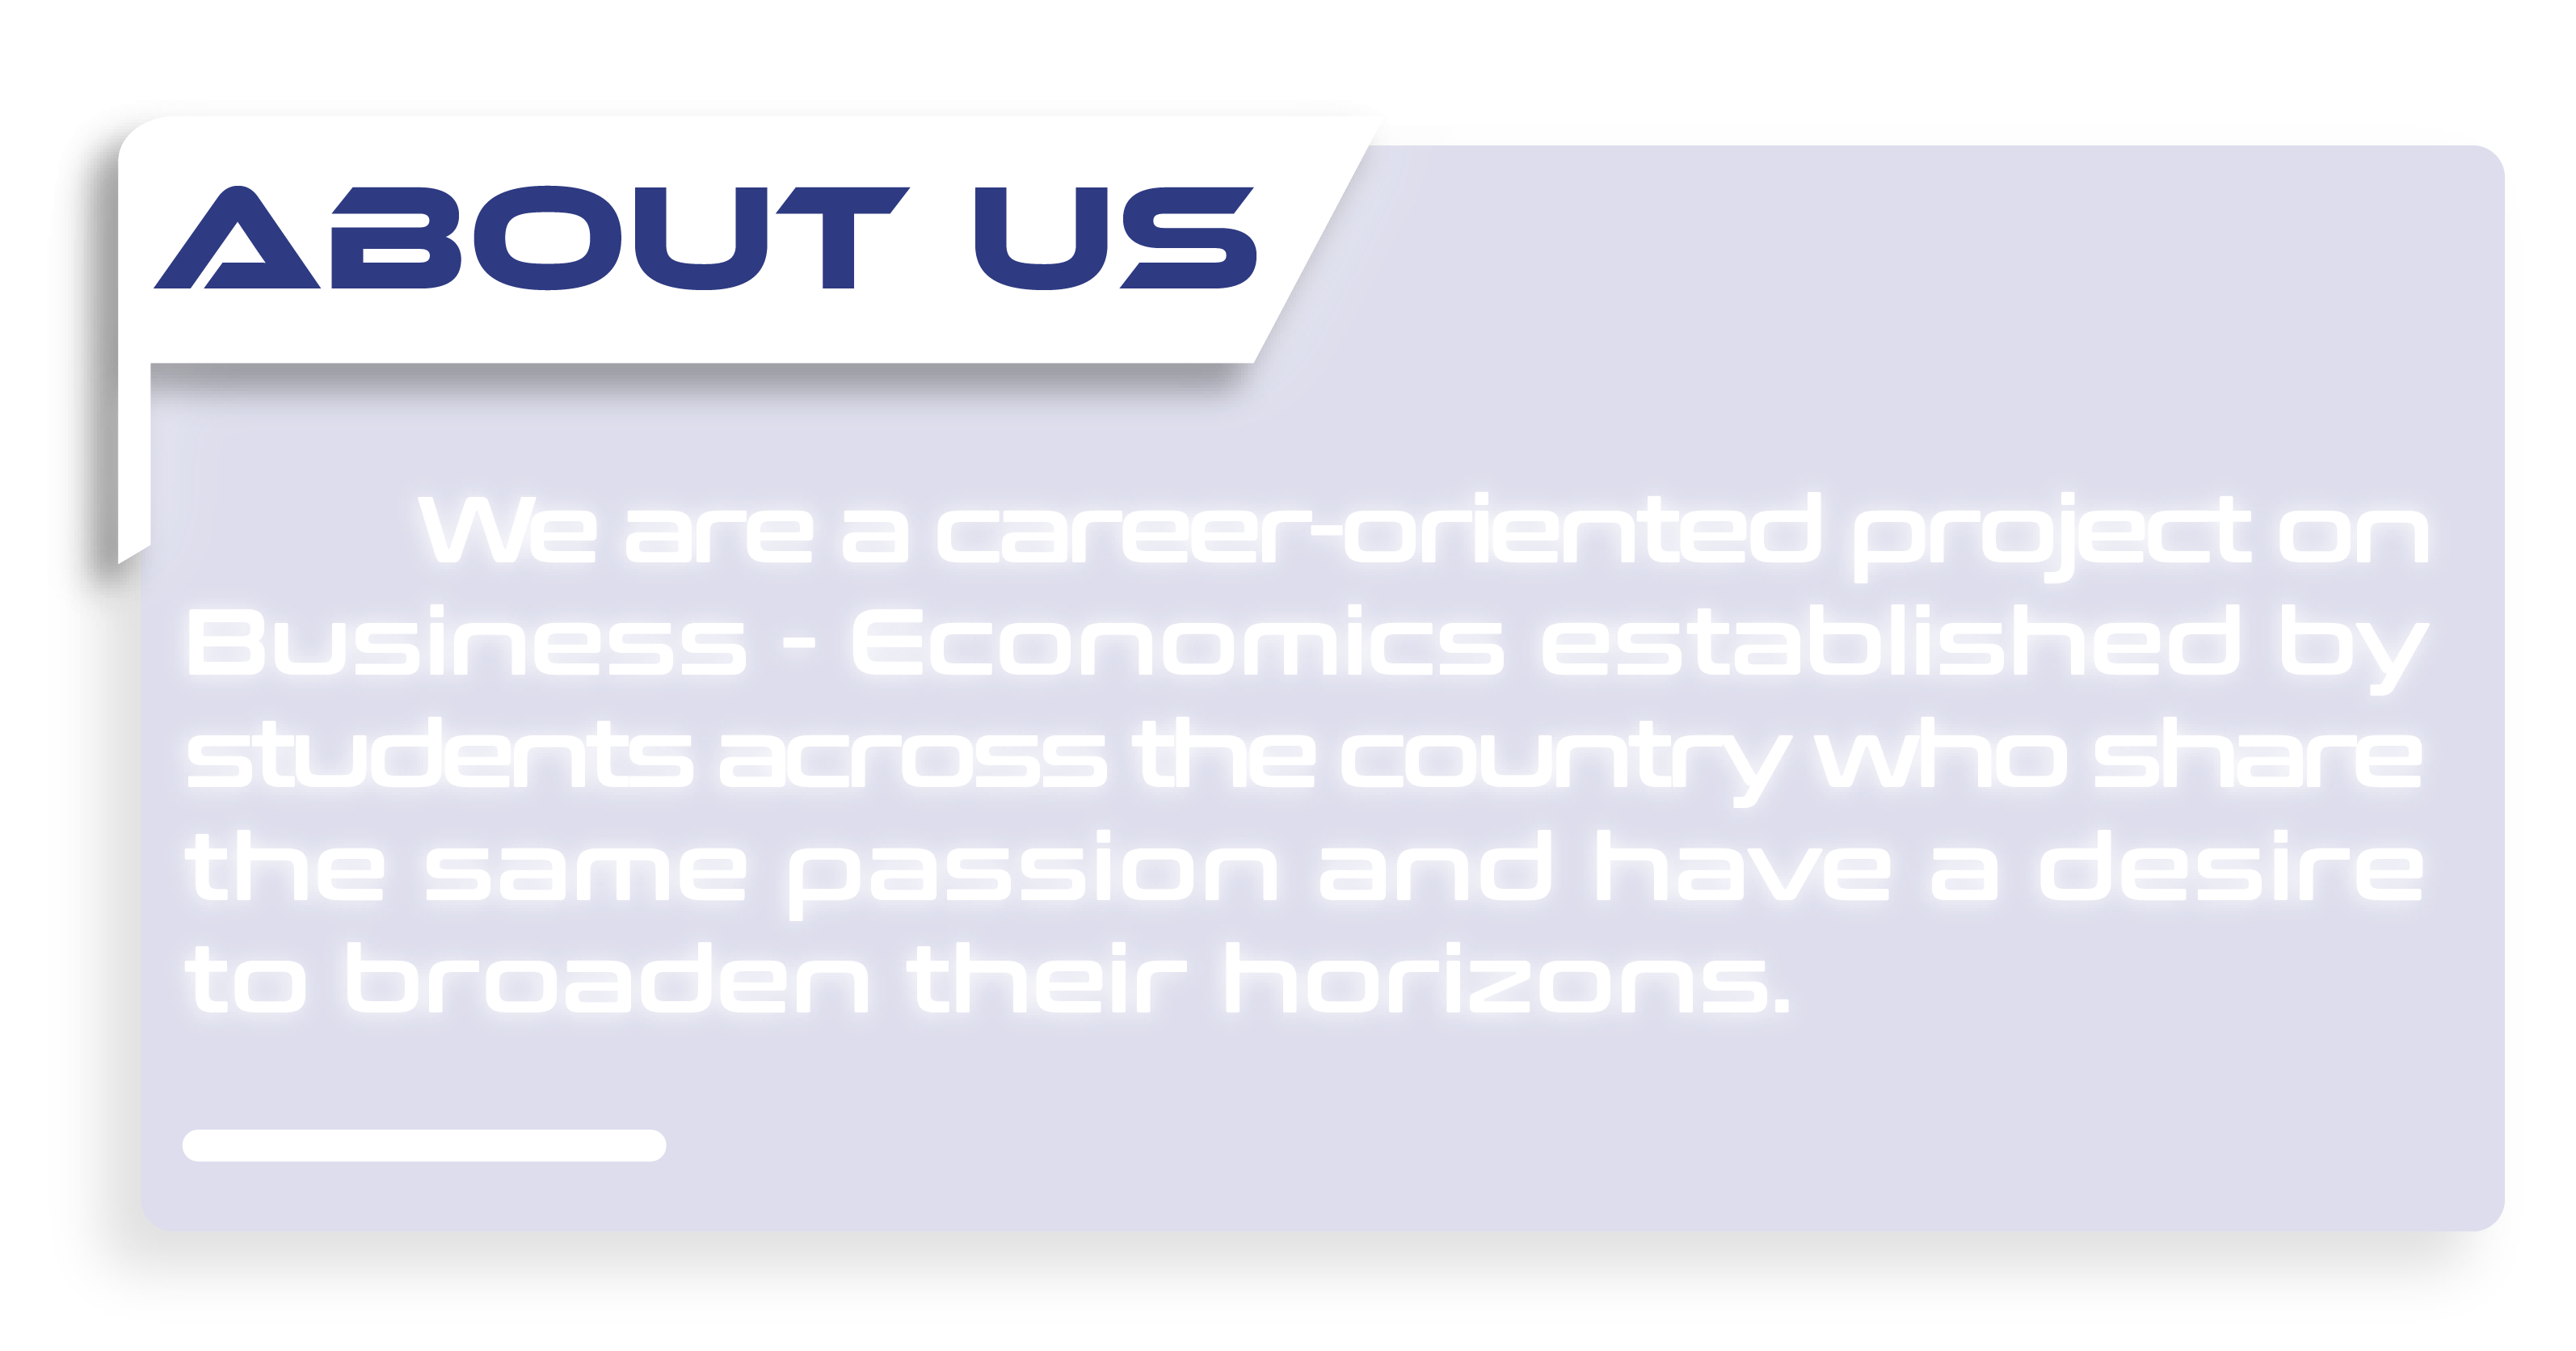 ABOUT US
We are a career-oriented project on
Business - Economics established by
students across the country who share
the same passion and have a desire
to broaden their horizons.